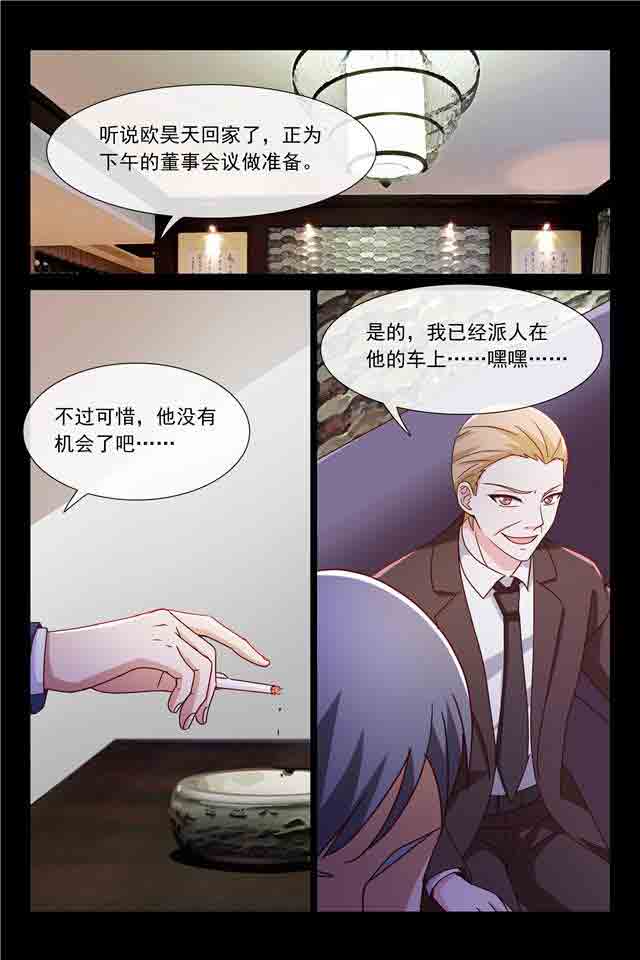 听说欧昊天回家了，正为
下午的董事会议做准备。
不过可惜，他没有
机会了吧……
是的，我已经派人在
他的车上……嘿嘿……